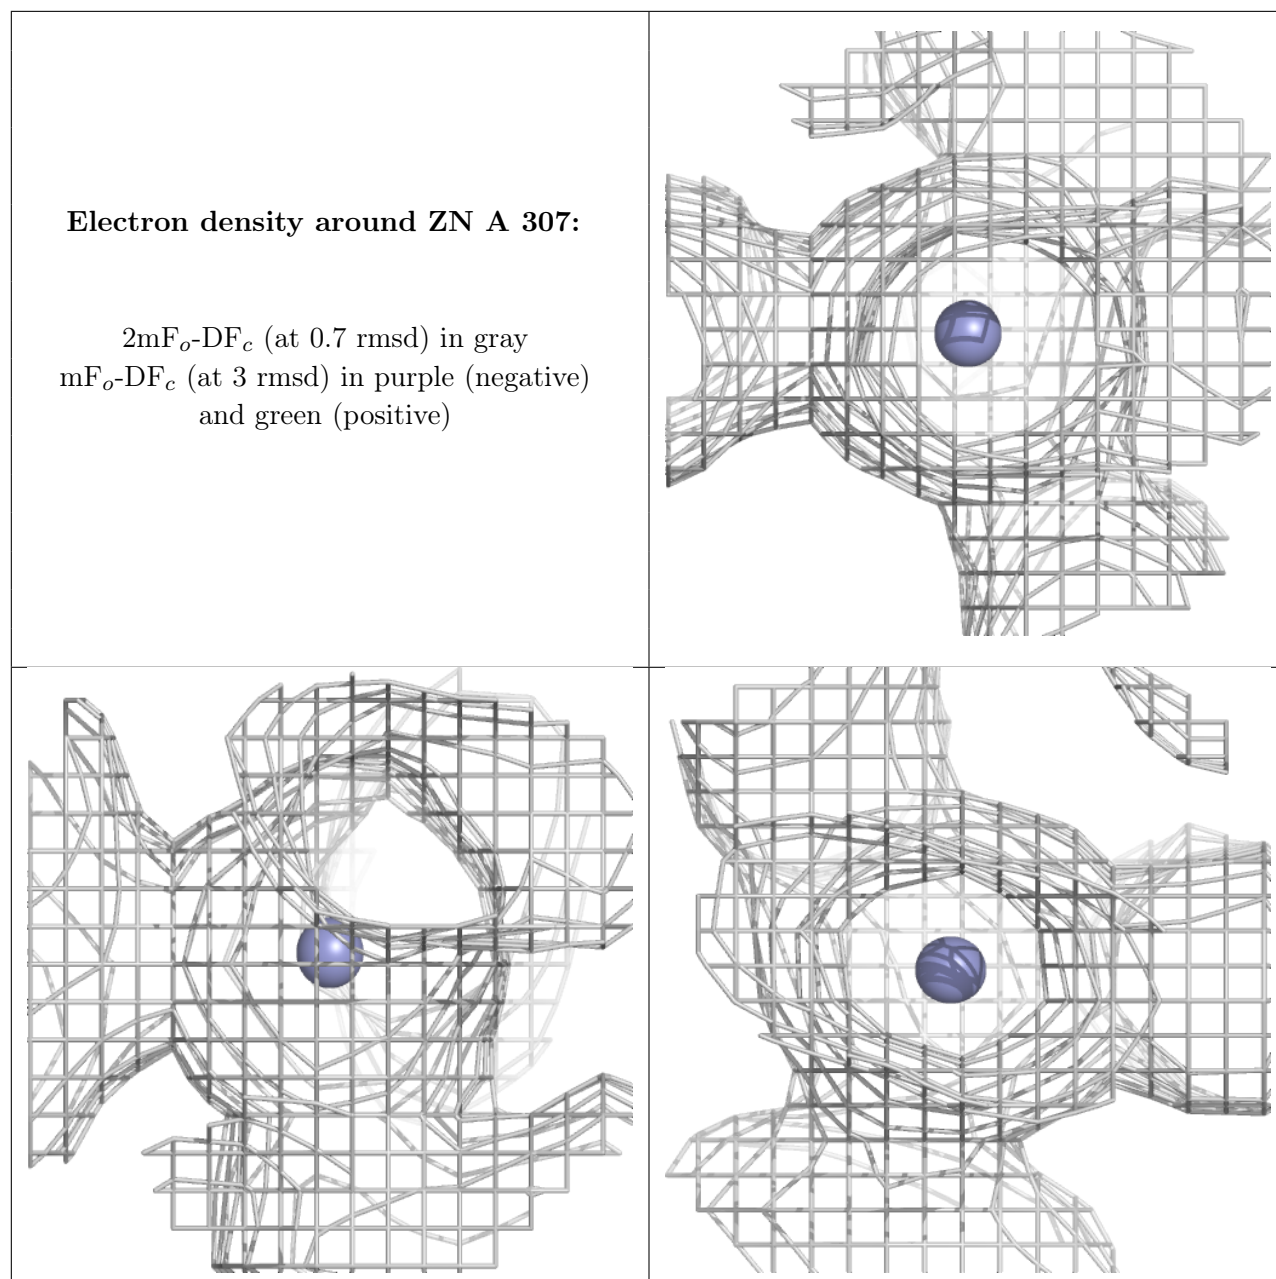 Electron density around ZN A 307:
2mFo-DFc (at 0.7 rmsd) in gray
mFo-DFc (at 3 rmsd) in purple (negative)
and green (positive)